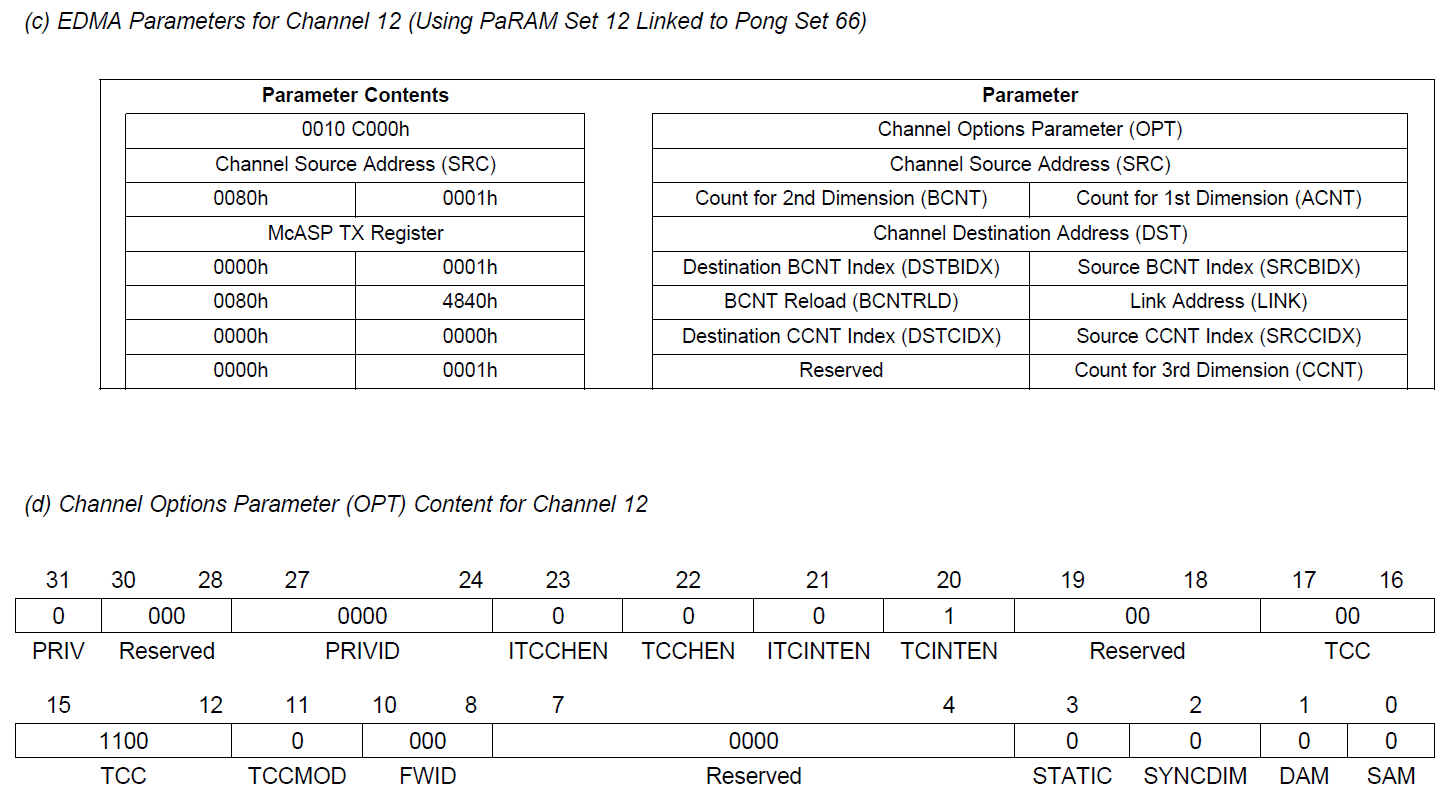 (c) EDMA Parameters for Channel 12 (Using PaRAM Set 12 Linked to Pong Set 66)
Parameter Contents Parameter
0010 C000h Channel Options Parameter (OPT)
Channel Source Address (SRC) Channel Source Address (SRC)
0080h 0001h Count for 2nd Dimension (BCNT) Count for 1st Dimension (ACNT)
McASP TX Register Channel Destination Address (DST)
0000h 0001h Destination BCNT Index (DSTBIDX) Source BCNT Index (SRCBIDX)
0080h 4840h BCNT Reload (BCNTRLD) Link Address (LINK)
0000h 0000h Destination CCNT Index (DSTCIDX) Source CCNT Index (SRCCIDX)
0000h 0001h Reserved Count for 3rd Dimension (CCNT)
(d) Channel Options Parameter (OPT) Content for Channel 12
31 30 28 27 24 23 22 21 20 19 18 17 16
0 000 0000 0 0 0 1 00 00
PRIV Reserved PRIVID ITCCHEN TCCHEN ITCINTEN TCINTEN Reserved TCC
15 12 11 10 8 7 4 3 2 1 0
1100 0 000 0000 0 0 0 0
TCC TCCMOD FWID Reserved STATIC SYNCDIM DAM SAM